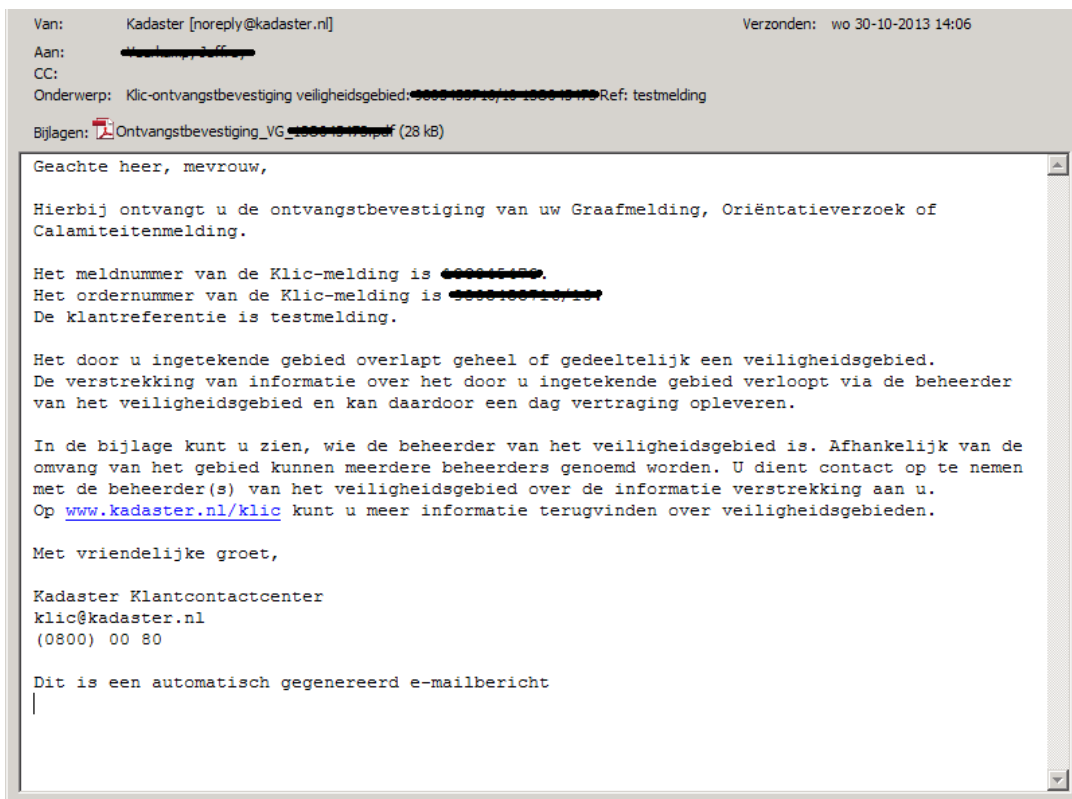 Van: Kadaster [noreply@kadaster.nl] Verzonden: wo 30-10-2013 14:06
Aan:
CC:
Onderwerp: Klic-ontvangstbevestiging veiligheidsgebied: Ref: testmelding
Bijlagen: Ontvangstbevestiging_VG_ (28 kB)
Geachte heer, mevrouw,
Hierbij ontvangt u de ontvangstbevestiging van uw Graafmelding, Oriëntatieverzoek of
Calamiteitenmelding.
Het meldnummer van de Klic-melding is .
Het ordernummer van de Klic-melding is
De klantreferentie is testmelding.
Het door u ingetekende gebied overlapt geheel of gedeeltelijk een veiligheidsgebied.
De verstrekking van informatie over het door u ingetekende gebied verloopt via de beheerder
van het veiligheidsgebied en kan daardoor een dag vertraging opleveren.
In de bijlage kunt u zien, wie de beheerder van het veiligheidsgebied is. Afhankelijk van de
omvang van het gebied kunnen meerdere beheerders genoemd worden. U dient contact op te nemen
met de beheerder(s) van het veiligheidsgebied over de informatie verstrekking aan u.
Op www.kadaster.nl/klic kunt u meer informatie terugvinden over veiligheidsgebieden.
Met vriendelijke groet,
Kadaster Klantcontactcenter
klic@kadaster.nl
(0800) 00 80
Dit is een automatisch gegenereerd e-mailbericht